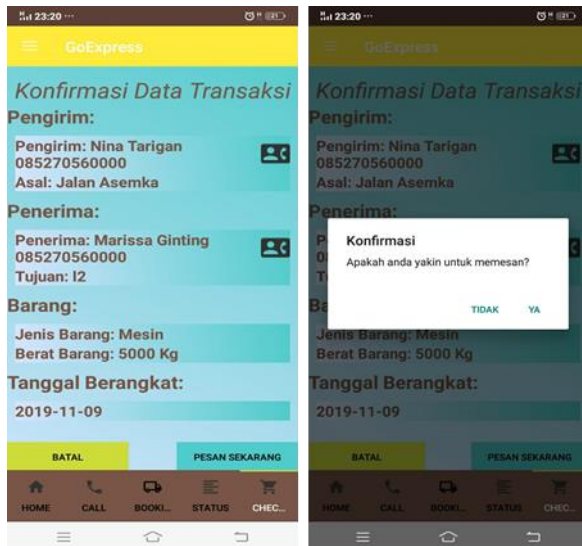 23:20 ...
GoExpress
Konfirmasi Data Transaksi
Pengirim:
Pengirim: Nina Tarigan
085270560000
Asal: Jalan Asemka
Penerima:
Penerima: Marissa Ginting
085270560000
Tujuan: I2
Barang:
Jenis Barang: Mesin
Berat Barang: 5000 Kg
Tanggal Berangkat:
2019-11-09
BATAL PESAN SEKARANG
HOME CALL BOOKI... STATUS CHEC...
23:20 ...
GoExpress
Konfirmasi Data Transaksi
Pengirim:
Pengirim: Nina Tarigan
085270560000
Asal: Jalan Asemka
Penerima:
Konfirmasi
Apakah anda yakin untuk memesan?
TIDAK YA
Jenis Barang: Mesin
Berat Barang: 5000 Kg
Tanggal Berangkat:
2019-11-09
BATAL PESAN SEKARANG
HOME CALL BOOKI... STATUS CHEC...